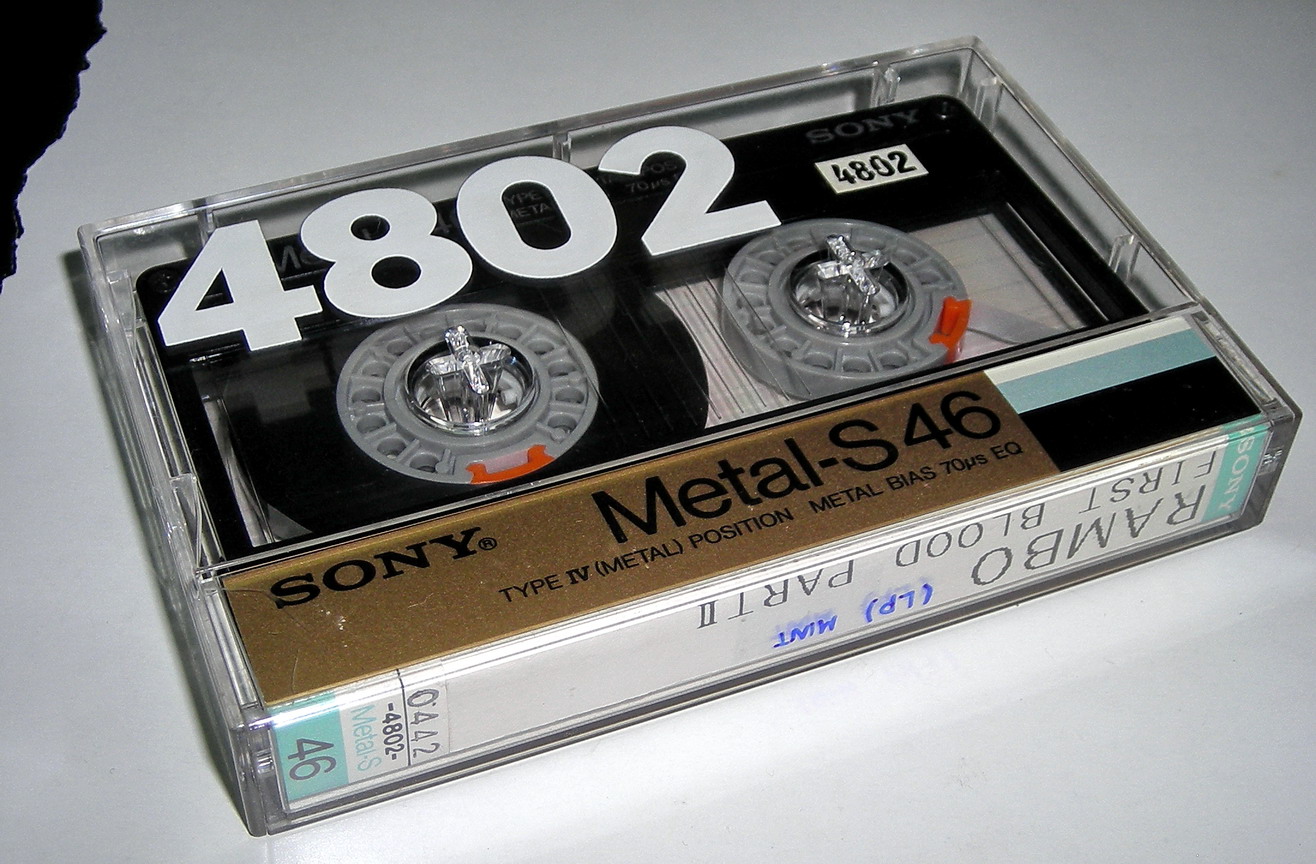 SONY
4802
4802
TYPE
META
70µs
SONY®
Metal-S 46
TYPE IV (METAL) POSITION METAL BIAS 70µs EQ
SONY
RAMBO
FIRST BLOOD PART II
(LP) MINT
0442
-4802-
Metal-S
46